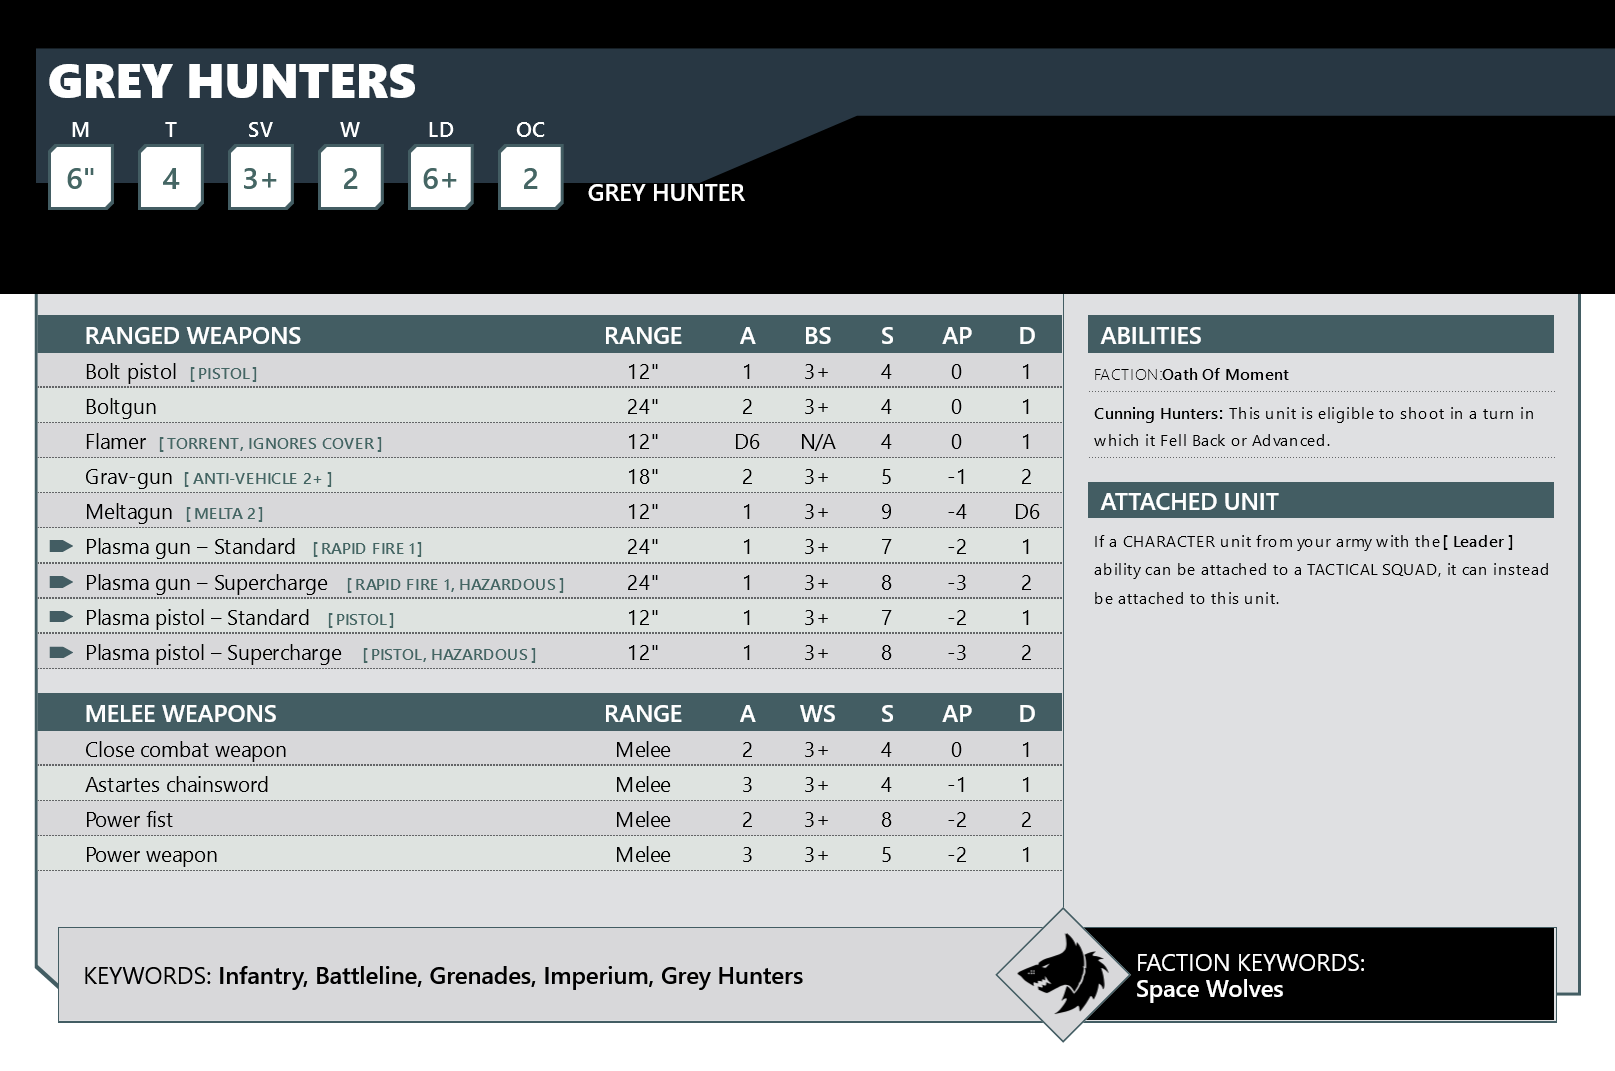 GREY HUNTERS
M T SV W LD OC
6" 4 3+ 2 6+ 2 GREY HUNTER
RANGED WEAPONS RANGE A BS S AP D
Bolt pistol [PISTOL] 12" 1 3+ 4 0 1
Boltgun 24" 2 3+ 4 0 1
Flamer [TORRENT, IGNORES COVER] 12" D6 N/A 4 0 1
Grav-gun [ANTI-VEHICLE 2+] 18" 2 3+ 5 -1 2
Meltagun [MELTA 2] 12" 1 3+ 9 -4 D6
Plasma gun – Standard [RAPID FIRE 1] 24" 1 3+ 7 -2 1
Plasma gun – Supercharge [RAPID FIRE 1, HAZARDOUS] 24" 1 3+ 8 -3 2
Plasma pistol – Standard [PISTOL] 12" 1 3+ 7 -2 1
Plasma pistol – Supercharge [PISTOL, HAZARDOUS] 12" 1 3+ 8 -3 2
MELEE WEAPONS RANGE A WS S AP D
Close combat weapon Melee 2 3+ 4 0 1
Astartes chainsword Melee 3 3+ 4 -1 1
Power fist Melee 2 3+ 8 -2 2
Power weapon Melee 3 3+ 5 -2 1
ABILITIES
FACTION:Oath Of Moment
Cunning Hunters: This unit is eligible to shoot in a turn in
which it Fell Back or Advanced.
ATTACHED UNIT
If a CHARACTER unit from your army with the [ Leader ]
ability can be attached to a TACTICAL SQUAD, it can instead
be attached to this unit.
KEYWORDS: Infantry, Battleline, Grenades, Imperium, Grey Hunters
FACTION KEYWORDS:
Space Wolves